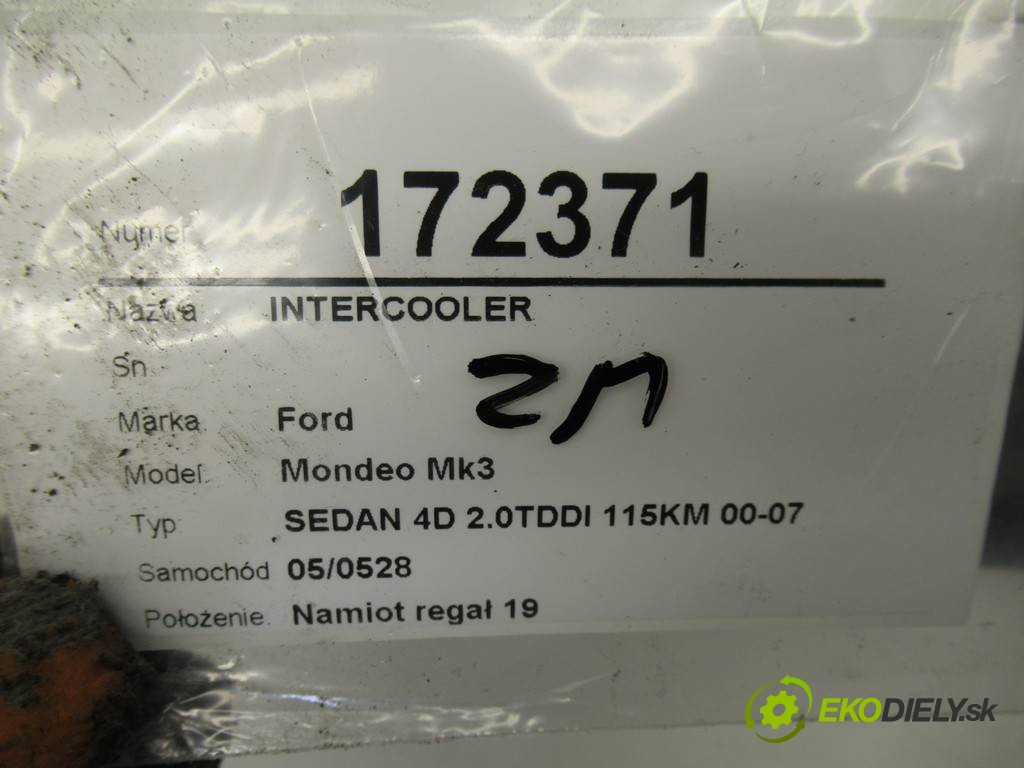 Numer 172371
Nazwa INTERCOOLER
Sn
Marka Ford
Model Mondeo Mk3
Typ SEDAN 4D 2.0TDDI 115KM 00-07
Samochód 05/0528
Położenie Namiot regał 19
EKODIELY.sk